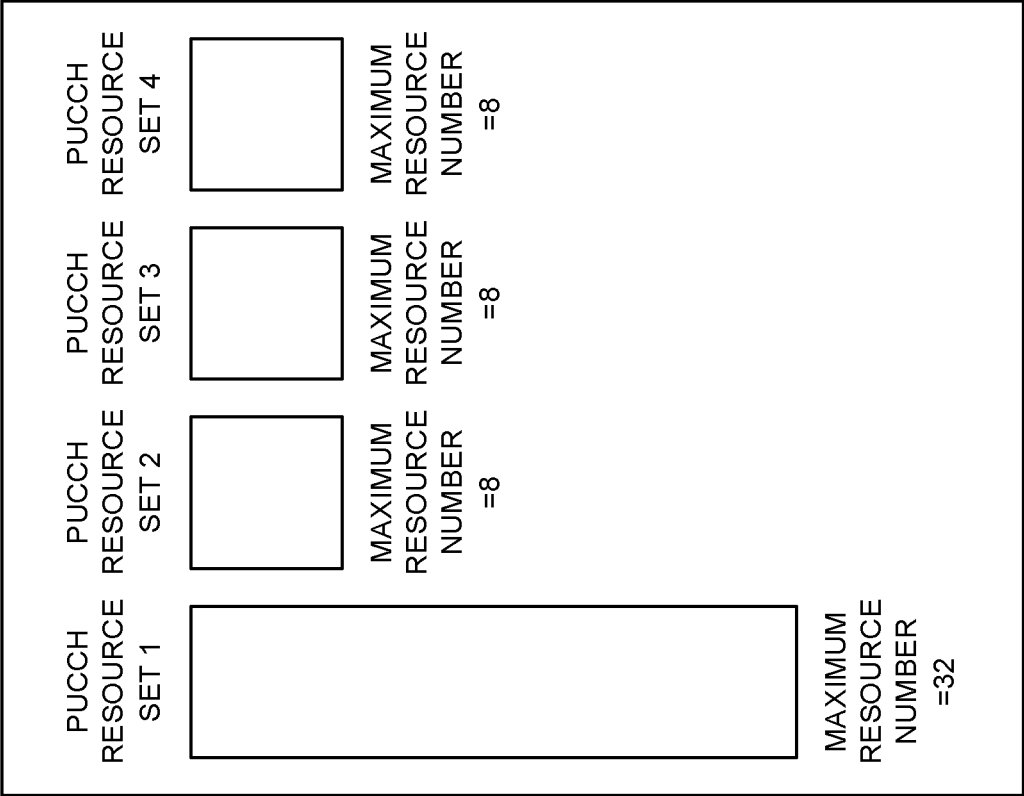 PUCCH
RESOURCE
SET 1
MAXIMUM
RESOURCE
NUMBER
=32
PUCCH
RESOURCE
SET 2
MAXIMUM
RESOURCE
NUMBER
=8
PUCCH
RESOURCE
SET 3
MAXIMUM
RESOURCE
NUMBER
=8
PUCCH
RESOURCE
SET 4
MAXIMUM
RESOURCE
NUMBER
=8